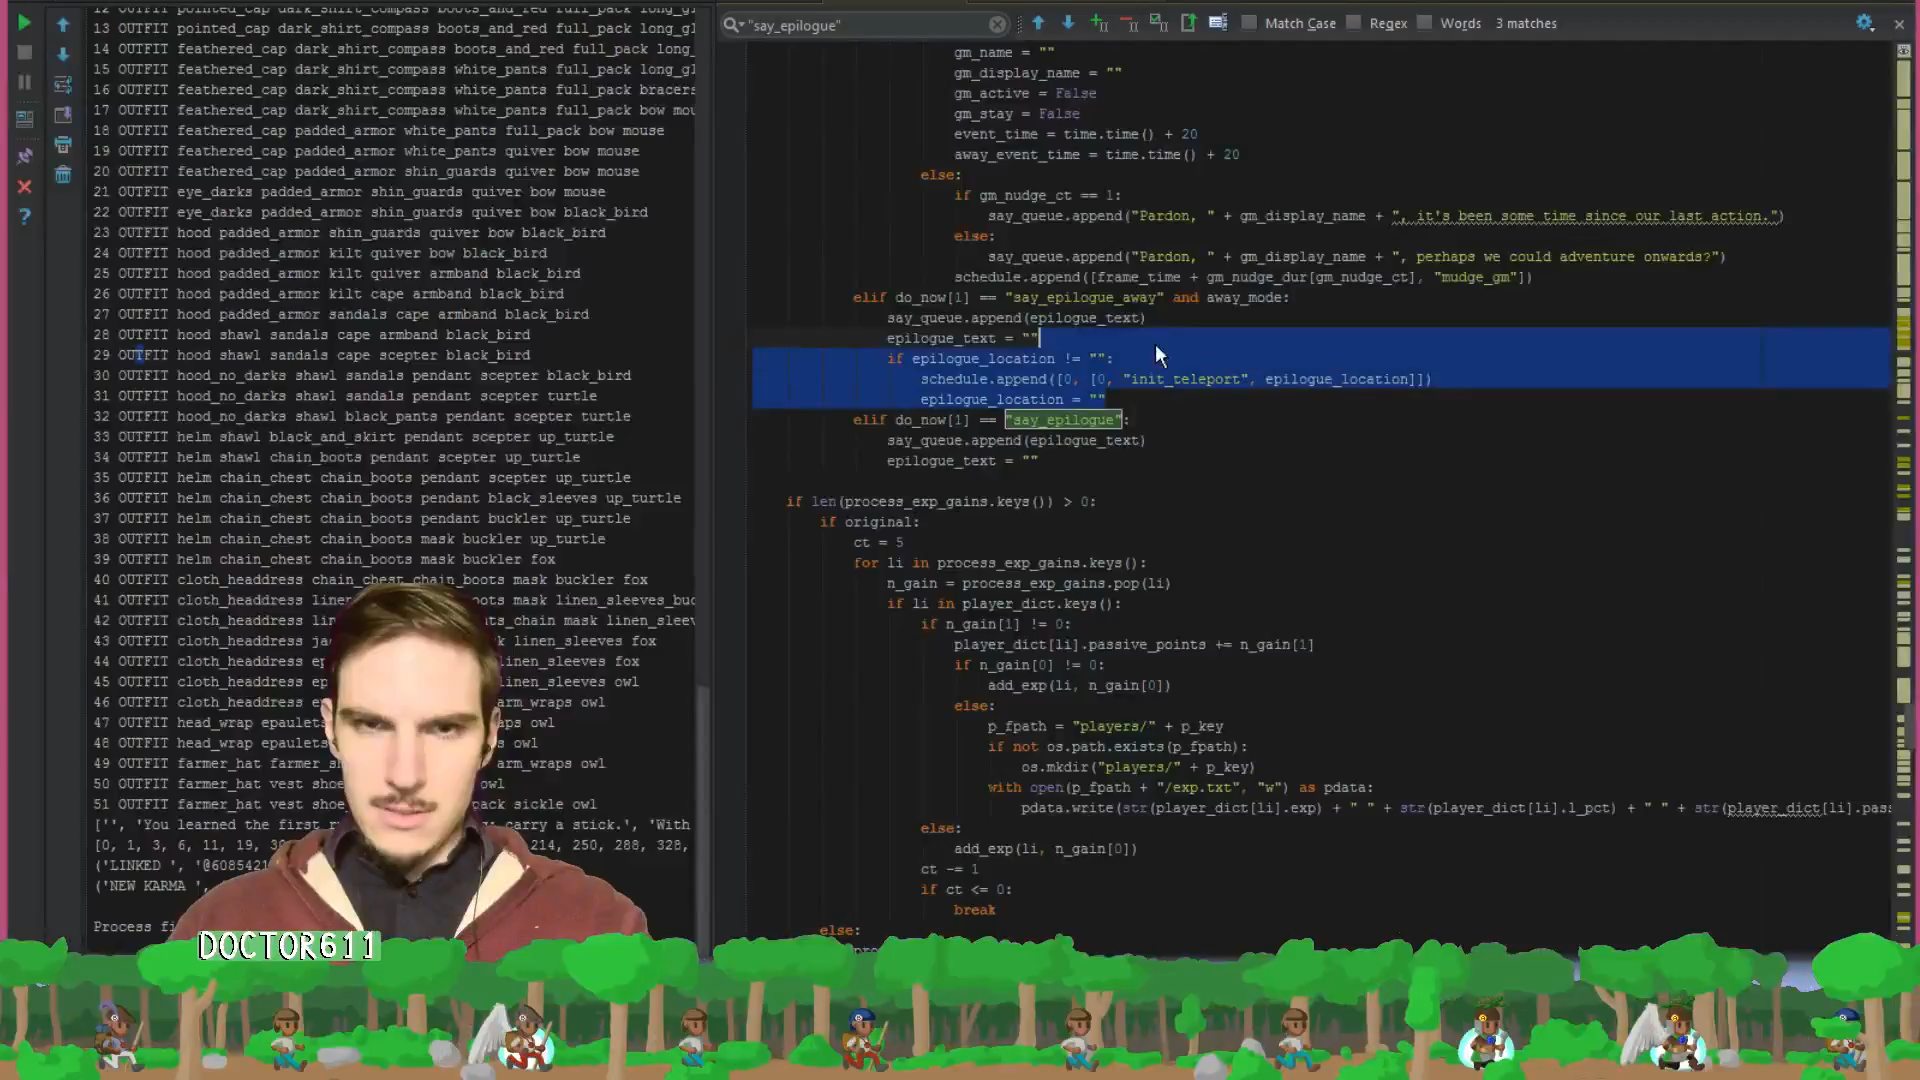 12 OUTFIT pointed_cap dark_shirt_compass boots_and_red full_pack long_
13 OUTFIT pointed_cap dark_shirt_compass boots_and_red full_pack long_gl
14 OUTFIT feathered_cap dark_shirt_compass boots_and_red full_pack long_
15 OUTFIT feathered_cap dark_shirt_compass white_pants full_pack long_gl
16 OUTFIT feathered_cap dark_shirt_compass white_pants full_pack bracers
17 OUTFIT feathered_cap dark_shirt_compass white_pants full_pack bow mou
18 OUTFIT feathered_cap padded_armor white_pants full_pack bow mouse
19 OUTFIT feathered_cap padded_armor white_pants quiver bow mouse
20 OUTFIT feathered_cap padded_armor shin_guards quiver bow mouse
21 OUTFIT eye_darks padded_armor shin_guards quiver bow mouse
22 OUTFIT eye_darks padded_armor shin_guards quiver bow black_bird
23 OUTFIT hood padded_armor shin_guards quiver bow black_bird
24 OUTFIT hood padded_armor kilt quiver bow black_bird
25 OUTFIT hood padded_armor kilt quiver armband black_bird
26 OUTFIT hood padded_armor kilt cape armband black_bird
27 OUTFIT hood padded_armor sandals cape armband black_bird
28 OUTFIT hood shawl sandals cape armband black_bird
29 OUTFIT hood shawl sandals cape scepter black_bird
30 OUTFIT hood_no_darks shawl sandals pendant scepter black_bird
31 OUTFIT hood_no_darks shawl sandals pendant scepter turtle
32 OUTFIT hood_no_darks shawl black_pants pendant scepter turtle
33 OUTFIT helm shawl black_and_skirt pendant scepter up_turtle
34 OUTFIT helm shawl chain_boots pendant scepter up_turtle
35 OUTFIT helm chain_chest chain_boots pendant scepter up_turtle
36 OUTFIT helm chain_chest chain_boots pendant black_sleeves up_turtle
37 OUTFIT helm chain_chest chain_boots pendant buckler up_turtle
38 OUTFIT helm chain_chest chain_boots mask buckler up_turtle
39 OUTFIT helm chain_chest chain_boots mask buckler fox
40 OUTFIT cloth_headdress chain_chest chain_boots mask buckler fox
41 OUTFIT cloth_headdress line oots mask linen_sleeves_buc
42 OUTFIT cloth_headdress lin ts_chain mask linen_sleev
43 OUTFIT cloth_headdress ja k linen_sleeves fox
44 OUTFIT cloth_headdress ep linen_sleeves fox
45 OUTFIT cloth_headdress ep linen_sleeves owl
46 OUTFIT cloth_headdress ep arm_wraps owl
47 OUTFIT head_wrap epaulets aps owl
48 OUTFIT head_wrap epaulet s owl
49 OUTFIT farmer_hat farmer_s arm_wraps owl
50 OUTFIT farmer_hat vest shoe owl
51 OUTFIT farmer_hat vest shoe pack sickle owl
['', 'You learned the first r y: carry a stick.', 'With
[0, 1, 3, 6, 11, 19, 3 214, 250, 288, 328,
('LINKED ', '@6085421
('NEW KARMA ',
Process fi
"say_epilogue"
Match Case Regex Words 3 matches
gm_name = ""
gm_display_name = ""
gm_active = False
gm_stay = False
event_time = time.time() + 20
away_event_time = time.time() + 20
else:
if gm_nudge_ct == 1:
say_queue.append("Pardon, " + gm_display_name + ", it's been some time since our last action.")
else:
say_queue.append("Pardon, " + gm_display_name + ", perhaps we could adventure onwards?")
schedule.append([frame_time + gm_nudge_dur[gm_nudge_ct], "mudge_gm"])
elif do_now[1] == "say_epilogue_away" and away_mode:
say_queue.append(epilogue_text)
epilogue_text = ""
if epilogue_location != "":
schedule.append([0, [0, "init_teleport", epilogue_location]])
epilogue_location = ""
elif do_now[1] == "say_epilogue":
say_queue.append(epilogue_text)
epilogue_text = ""
if len(process_exp_gains.keys()) > 0:
if original:
ct = 5
for li in process_exp_gains.keys():
n_gain = process_exp_gains.pop(li)
if li in player_dict.keys():
if n_gain[1] != 0:
player_dict[li].passive_points += n_gain[1]
if n_gain[0] != 0:
add_exp(li, n_gain[0])
else:
p_fpath = "players/" + p_key
if not os.path.exists(p_fpath):
os.mkdir("players/" + p_key)
with open(p_fpath + "/exp.txt", "w") as pdata:
pdata.write(str(player_dict[li].exp) + " " + str(player_dict[li].l_pct) + " " + str(player_dict[li].pas
else:
add_exp(li, n_gain[0])
ct -= 1
if ct <= 0:
break
else:
DOCTOR611